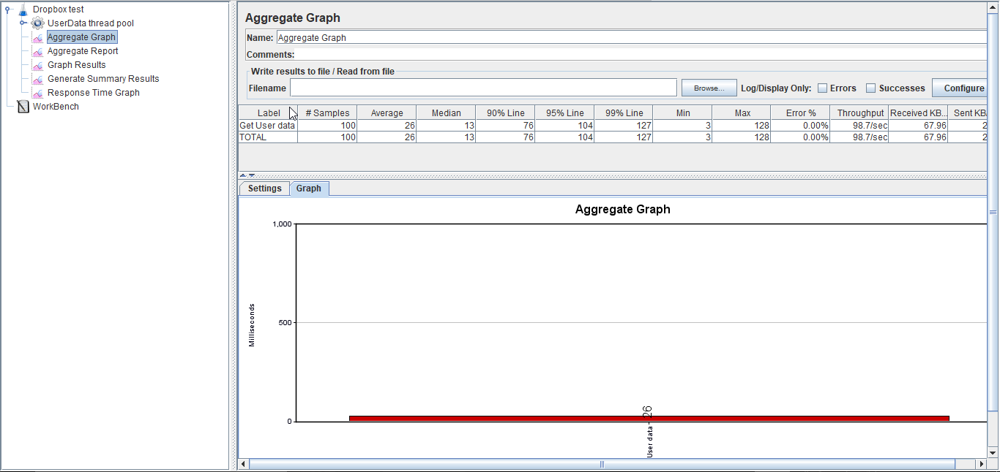 Dropbox test
UserData thread pool
Aggregate Graph
Aggregate Report
Graph Results
Generate Summary Results
Response Time Graph
WorkBench
Aggregate Graph
Name: Aggregate Graph
Comments:
Write results to file / Read from file
Filename Browse... Log/Display Only: Errors Successes Configure
Label # Samples Average Median 90% Line 95% Line 99% Line Min Max Error % Throughput Received KB... Sent KB/
Get User data 100 26 13 76 104 127 3 128 0.00% 98.7/sec 67.96 2
TOTAL 100 26 13 76 104 127 3 128 0.00% 98.7/sec 67.96 2
Settings Graph
Aggregate Graph
1,000
500
0
Milliseconds
26
User data